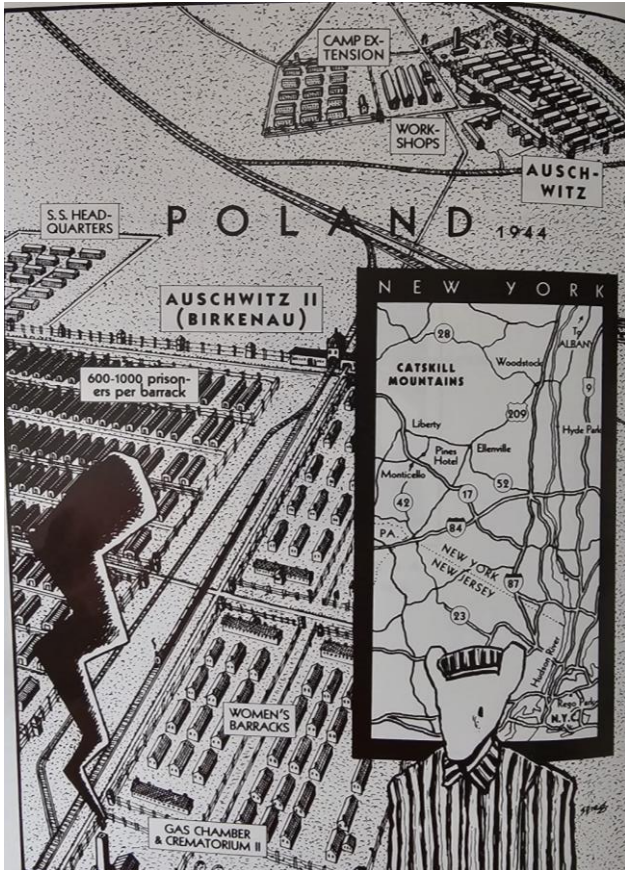 CAMP EX-
TENSION
WORK-
SHOPS
AUSCH-
WITZ
S.S. HEAD-
QUARTERS
POLAND 1944
AUSCHWITZ II
(BIRKENAU)
600-1000 prison-
ers per barrack
NEW YORK
To
ALBANY
28
Woodstock
9
CATSKILL
MOUNTAINS
209
Liberty
Hyde Park
Pines
Hotel
Ellenville
Monticello
17
52
42
84
PA.
NEW YORK
NEW JERSEY
87
23
Hudson River
Rego Park
N.Y.C.
WOMEN'S
BARRACKS
GAS CHAMBER
& CREMATORIUM II